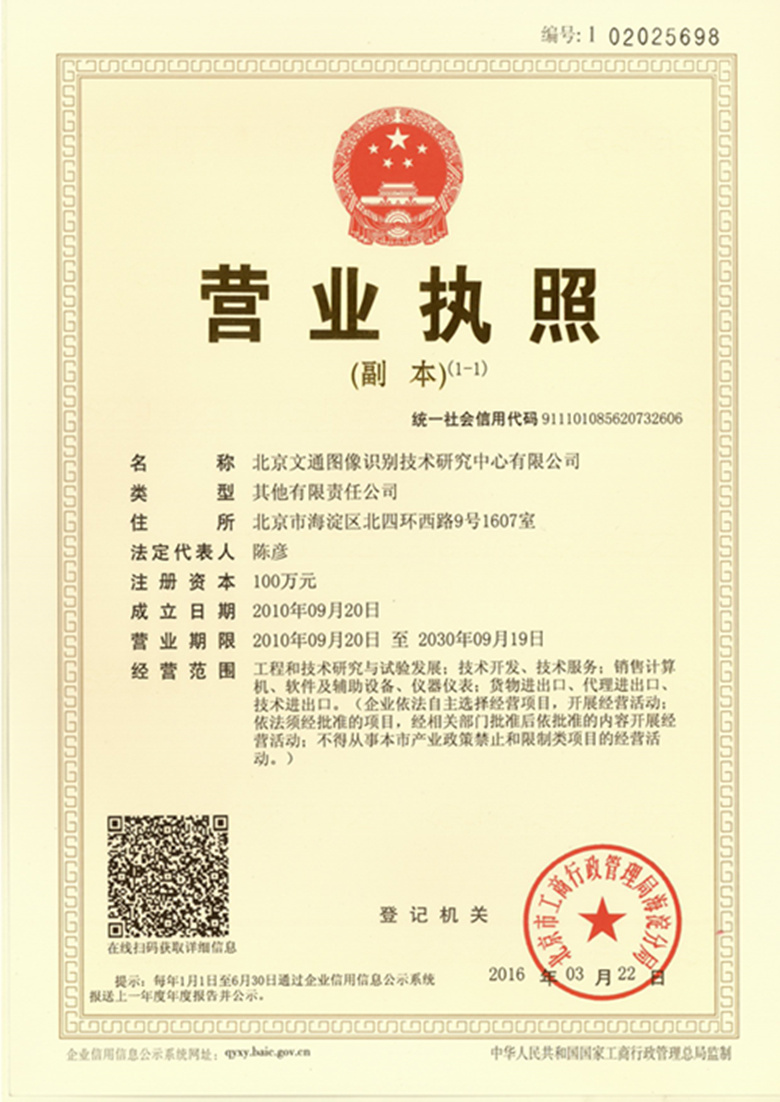 编号: 1 02025698
营业执照
(副 本)(1-1)
统一社会信用代码 911101085620732606
名 称 北京文通图像识别技术研究中心有限公司
类 型 其他有限责任公司
住 所 北京市海淀区北四环西路9号1607室
法定代表人 陈彦
注册资本 100万元
成立日期 2010年09月20日
营业期限 2010年09月20日 至 2030年09月19日
经营范围 工程和技术研究与试验发展；技术开发、技术服务；销售计算
机、软件及辅助设备、仪器仪表；货物进出口、代理进出口、
技术进出口。（企业依法自主选择经营项目，开展经营活动；
依法须经批准的项目，经相关部门批准后依批准的内容开展经
营活动；不得从事本市产业政策禁止和限制类项目的经营活
动。）
在线扫码获取详细信息
登记机关
北京市工商行政管理局海淀分局
2016 年 03 月 22 日
提示：每年1月1日至6月30日通过企业信用信息公示系统
报送上一年度年度报告并公示。
企业信用信息公示系统网址： qyxy.baic.gov.cn
中华人民共和国国家工商行政管理总局监制